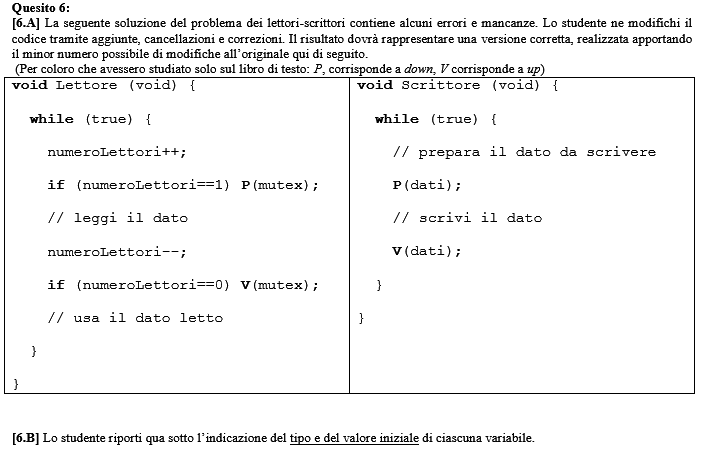 Quesito 6:
[6.A] La seguente soluzione del problema dei lettori-scrittori contiene alcuni errori e mancanze. Lo studente ne modifichi il
codice tramite aggiunte, cancellazioni e correzioni. Il risultato dovrà rappresentare una versione corretta, realizzata apportando
il minor numero possibile di modifiche all'originale qui di seguito.
(Per coloro che avessero studiato solo sul libro di testo: P, corrisponde a down, V corrisponde a up)
void Lettore (void) {
while (true) {
numeroLettori++;
if (numeroLettori==1) P(mutex);
// leggi il dato
numeroLettori--;
if (numeroLettori==0) V(mutex);
// usa il dato letto
}
}
void Scrittore (void) {
while (true) {
// prepara il dato da scrivere
P(dati);
// scrivi il dato
V(dati);
}
}
[6.B] Lo studente riporti qua sotto l'indicazione del tipo e del valore iniziale di ciascuna variabile.